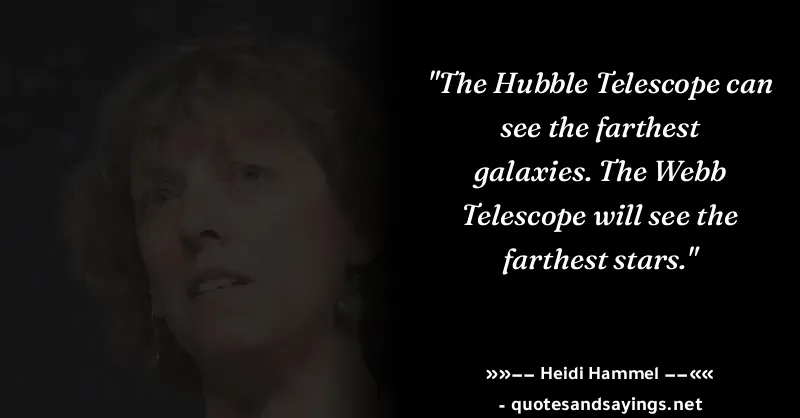 "The Hubble Telescope can
see the farthest
galaxies. The Webb
Telescope will see the
farthest stars."
»»−− Heidi Hammel −−««
- quotesandsayings.net